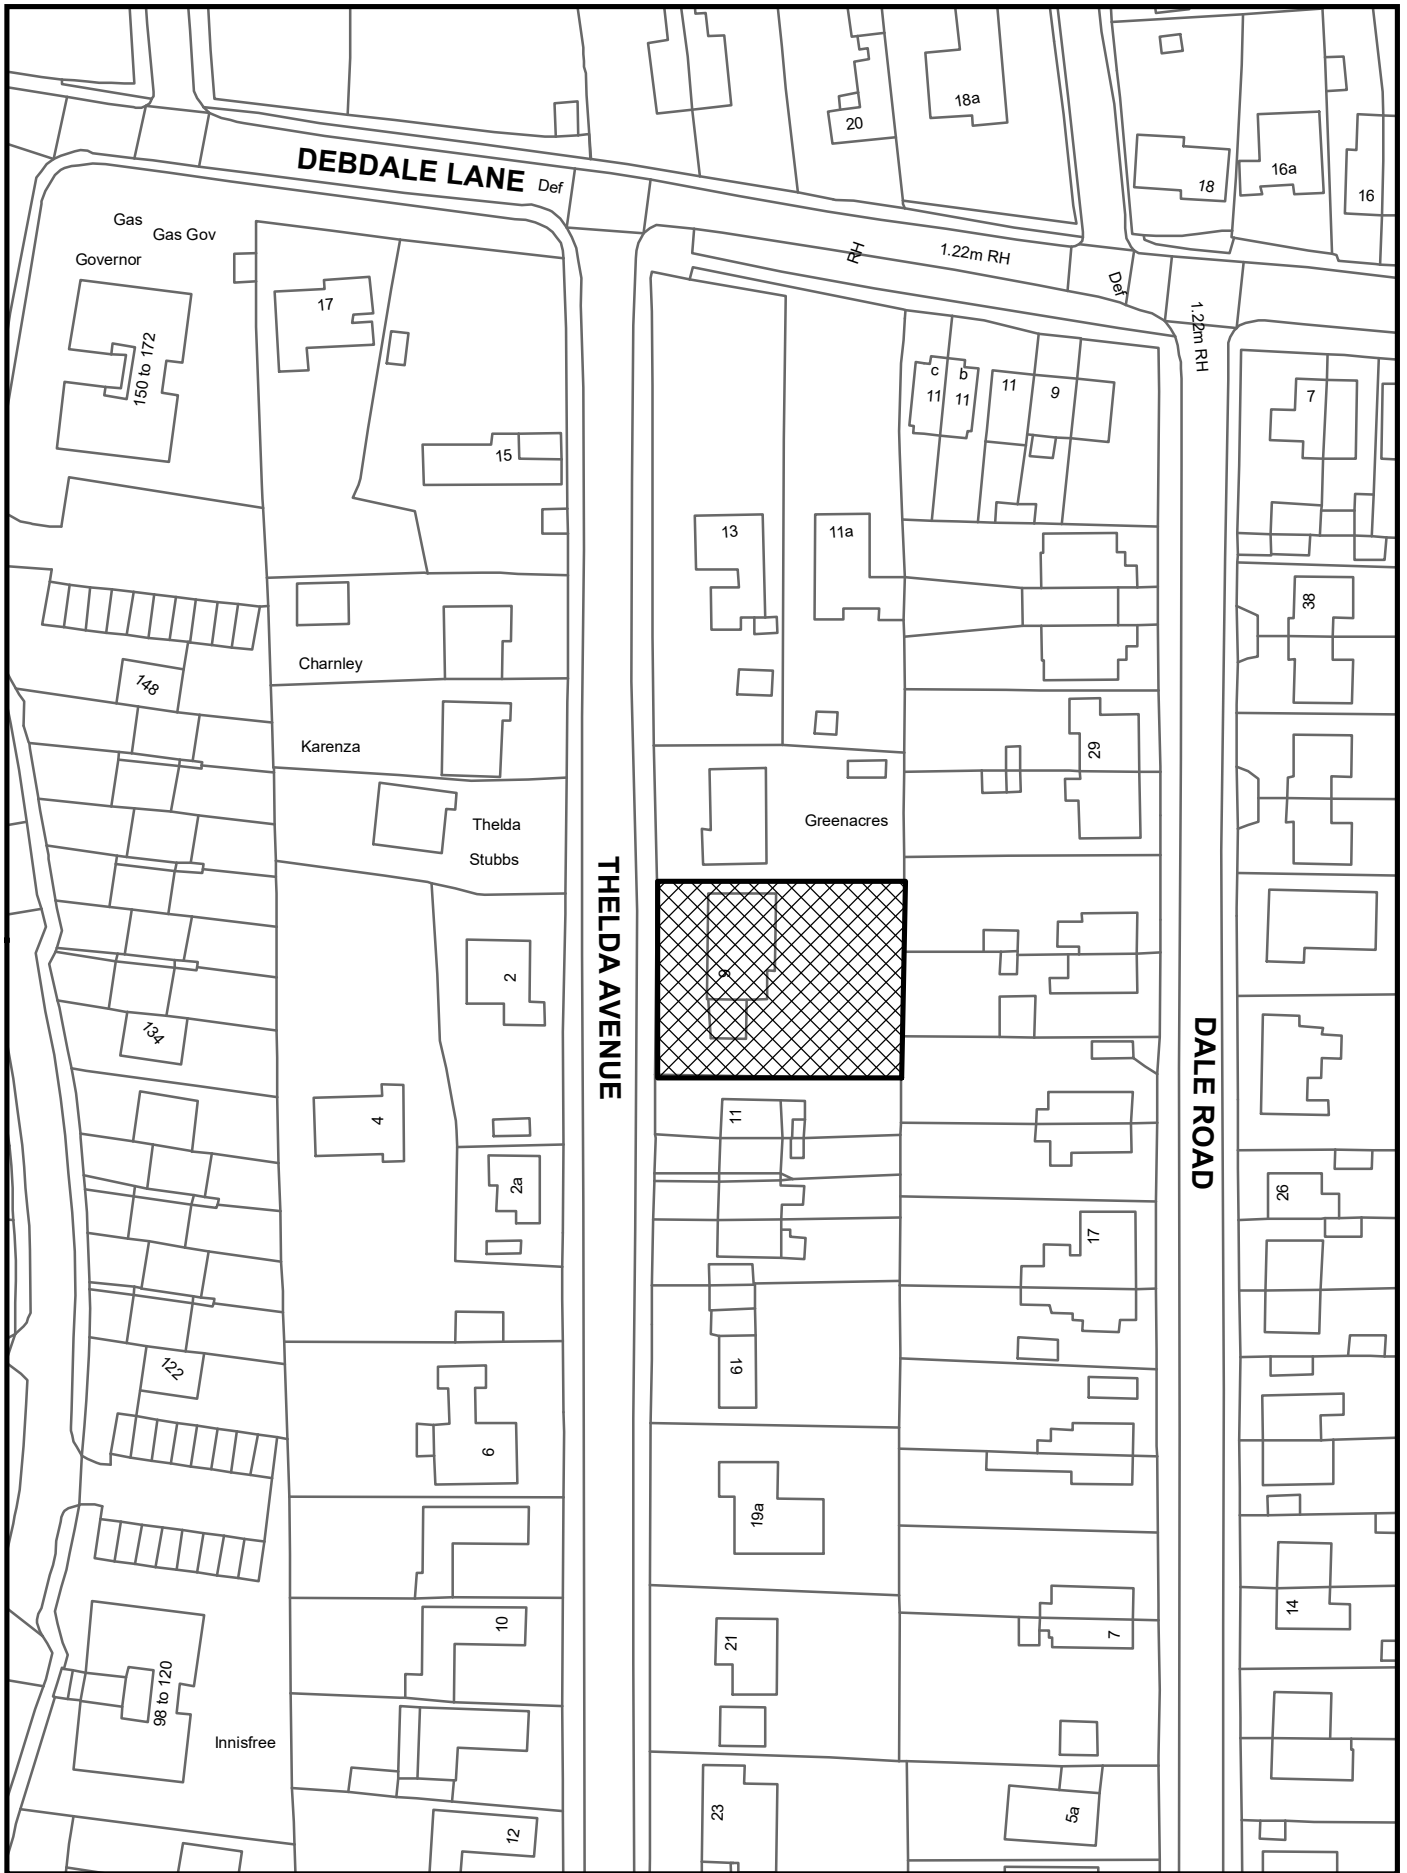 20
18a
18
16a
16
DEBDALE LANE
Def
Gas
Gas Gov
Governor
RH
1.22m RH
Def
1.22m RH
17
150 to 172
15
13
11a
c
11
b
11
11
9
7
38
Charnley
148
Karenza
29
Thelda
Stubbs
Greenacres
THELDA AVENUE
9
2
134
4
11
2a
DALE ROAD
26
17
122
19
6
19a
10
21
7
14
98 to 120
Innisfree
12
23
5a